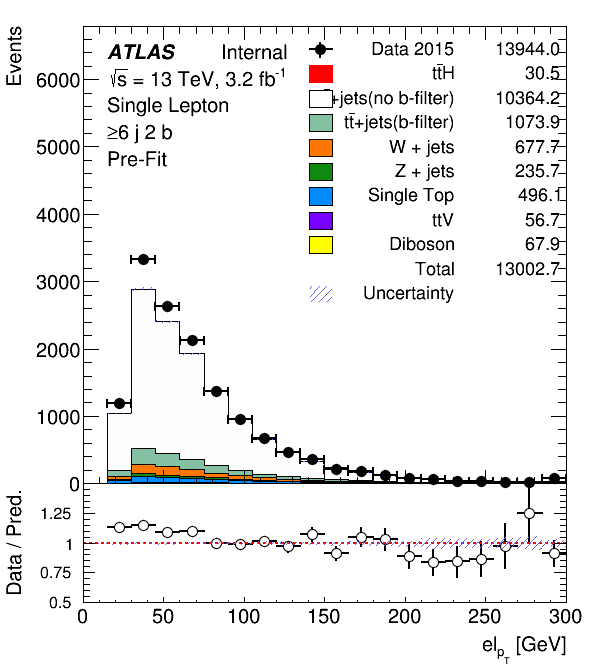 Events
ATLAS Internal
√s = 13 TeV, 3.2 fb-1
Single Lepton
≥6 j 2 b
Pre-Fit
Data 2015 13944.0
tt̄H 30.5
+jets(no b-filter) 10364.2
tt̄+jets(b-filter) 1073.9
W + jets 677.7
Z + jets 235.7
Single Top 496.1
ttV 56.7
Diboson 67.9
Total 13002.7
Uncertainty
6000
5000
4000
3000
2000
1000
0
Data / Pred.
1.25
1
0.75
0.5
0 50 100 150 200 250 300
el_pT [GeV]